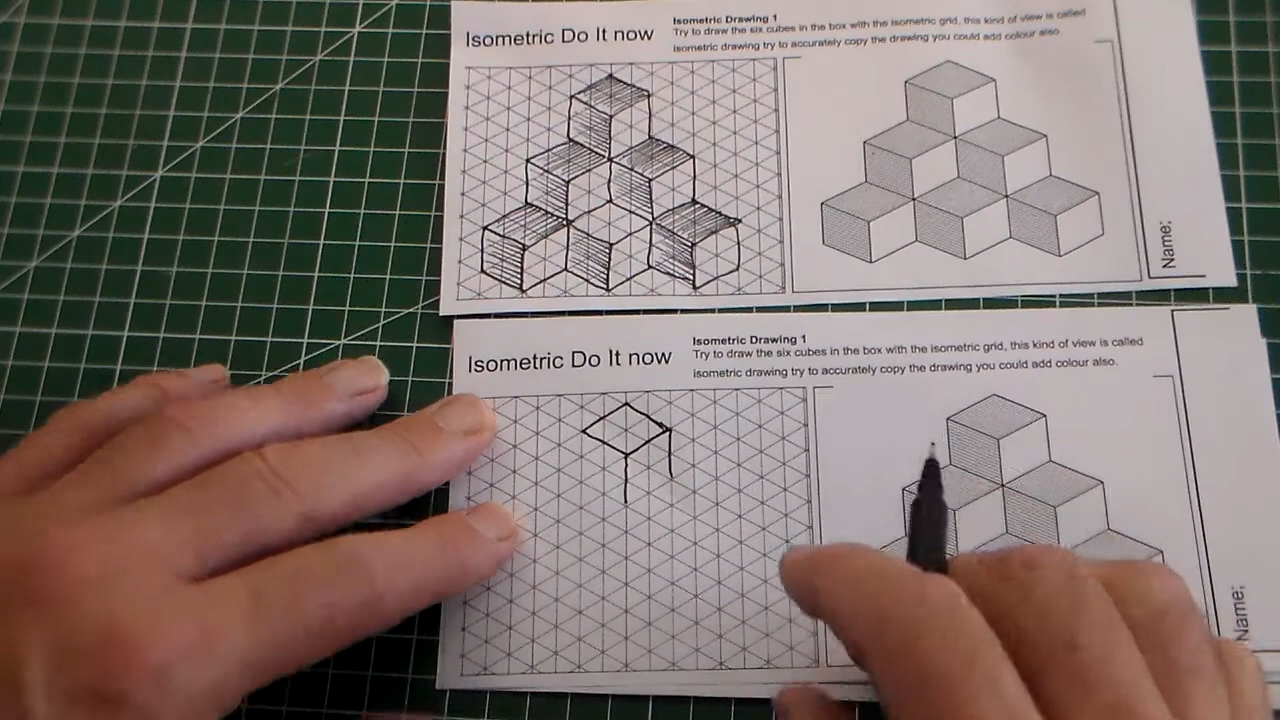 Isometric Do It now
Isometric Drawing 1
Try to draw the six cubes in the box with the isometric grid, this kind of view is called
isometric drawing try to accurately copy the drawing you could add colour also.
Name;
Isometric Do It now
Isometric Drawing 1
Try to draw the six cubes in the box with the isometric grid, this kind of view is called
isometric drawing try to accurately copy the drawing you could add colour also.
Name;